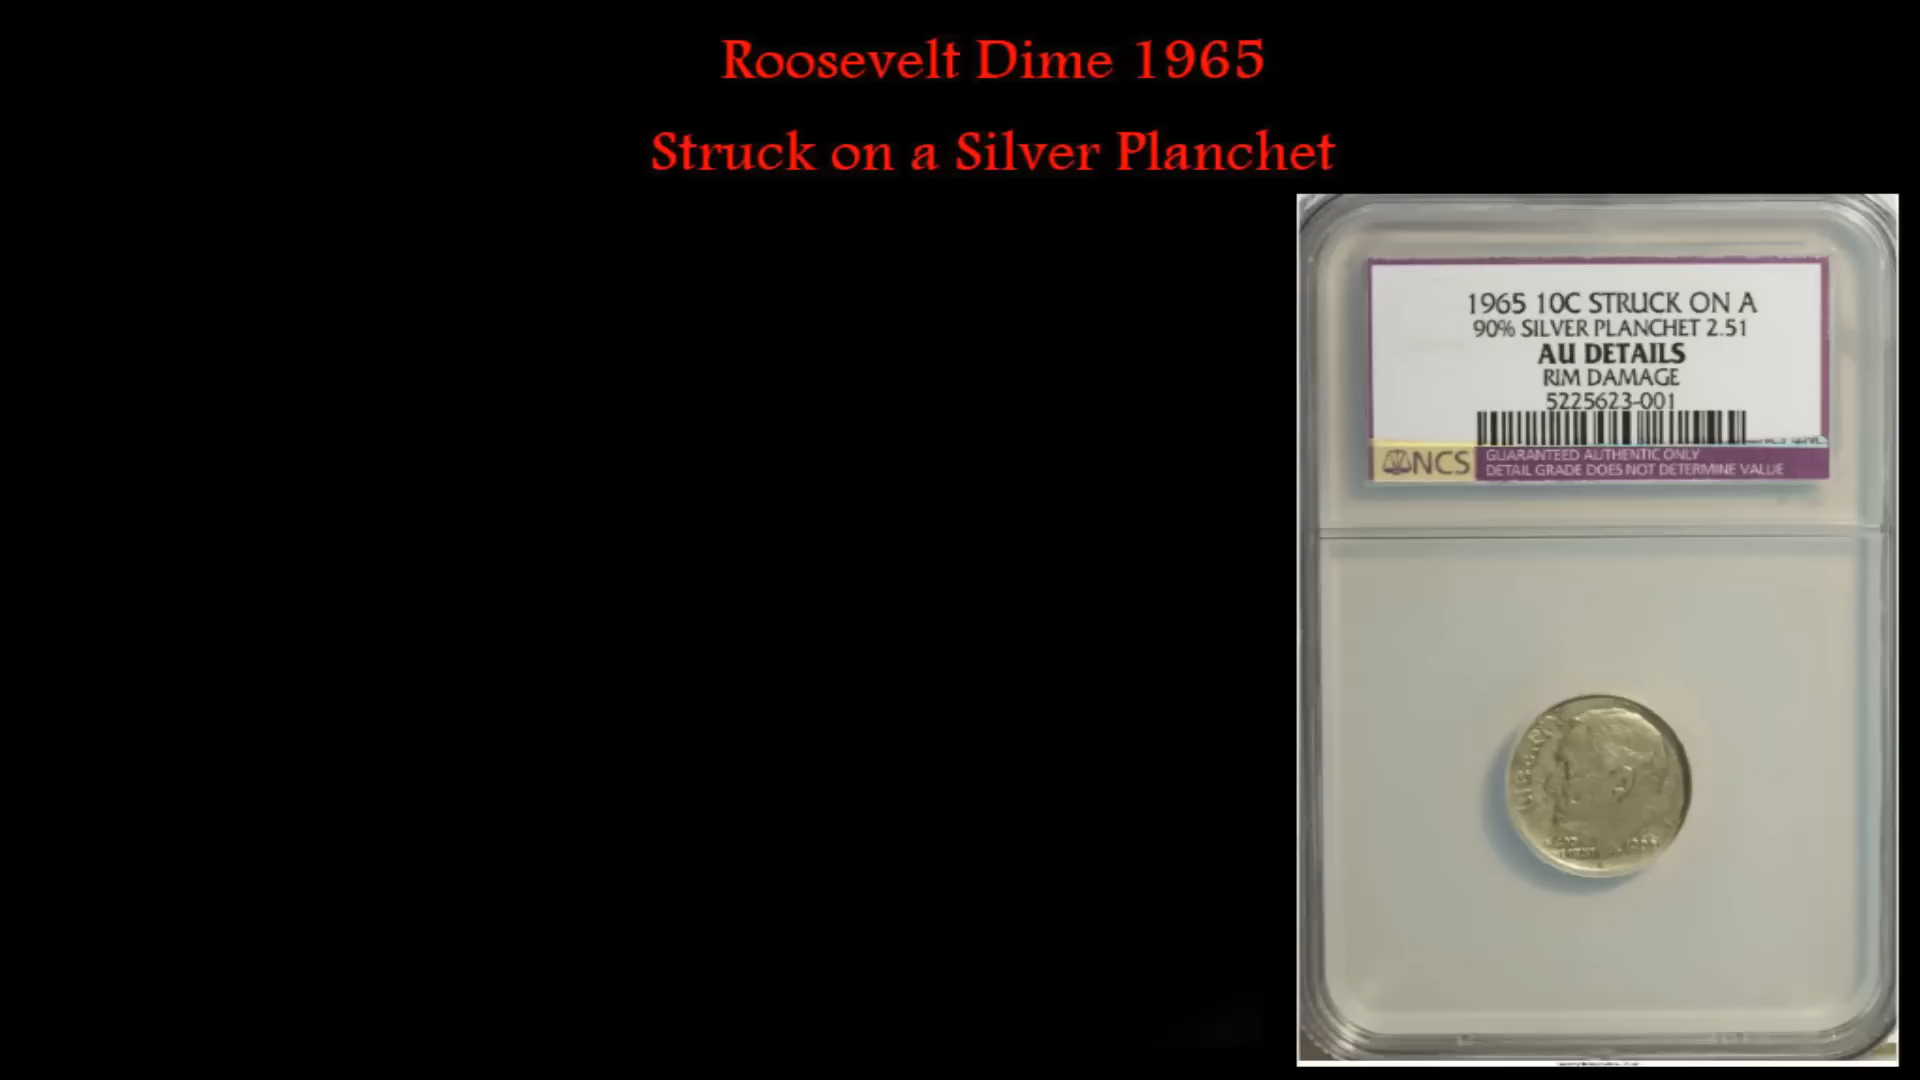 Roosevelt Dime 1965
Struck on a Silver Planchet
1965 10C STRUCK ON A
90% SILVER PLANCHET 2.51
AU DETAILS
RIM DAMAGE
5225623-001
NCS
GUARANTEED AUTHENTIC ONLY
DETAIL GRADE DOES NOT DETERMINE VALUE